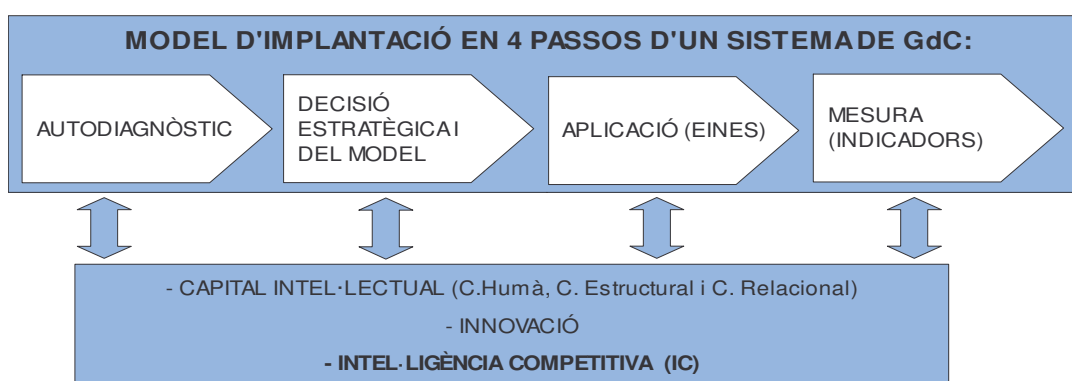 MODEL D'IMPLANTACIÓ EN 4 PASSOS D'UN SISTEMA DE GdC:
AUTODIAGNÒSTIC
DECISIÓ
ESTRATÈGICA I
DEL MODEL
APLICACIÓ (EINES)
MESURA
(INDICADORS)
- CAPITAL INTEL·LECTUAL (C.Humà, C. Estructural i C. Relacional)
- INNOVACIÓ
- INTEL·LIGÈNCIA COMPETITIVA (IC)